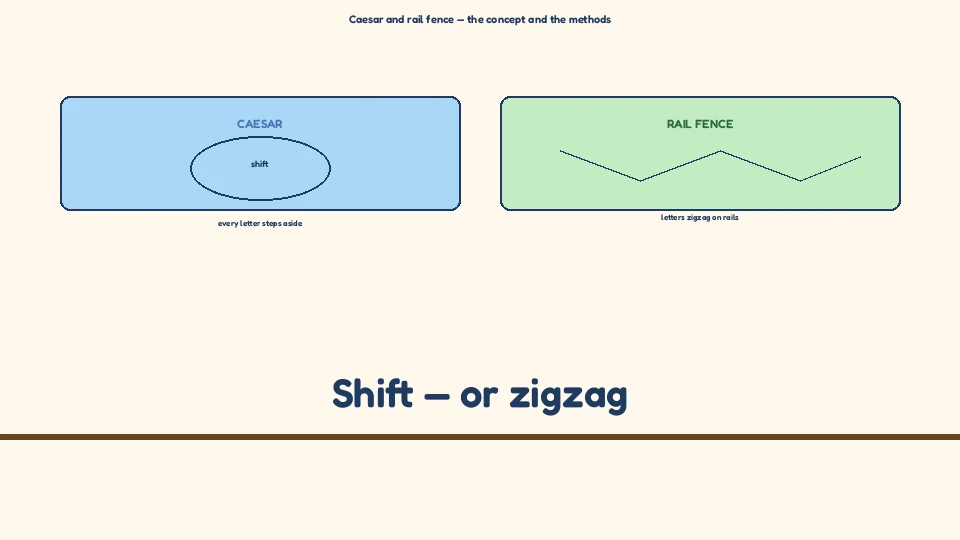 Caesar and rail fence — the concept and the methods
CAESAR
shift
every letter steps aside
RAIL FENCE
letters zigzag on rails
Shift — or zigzag